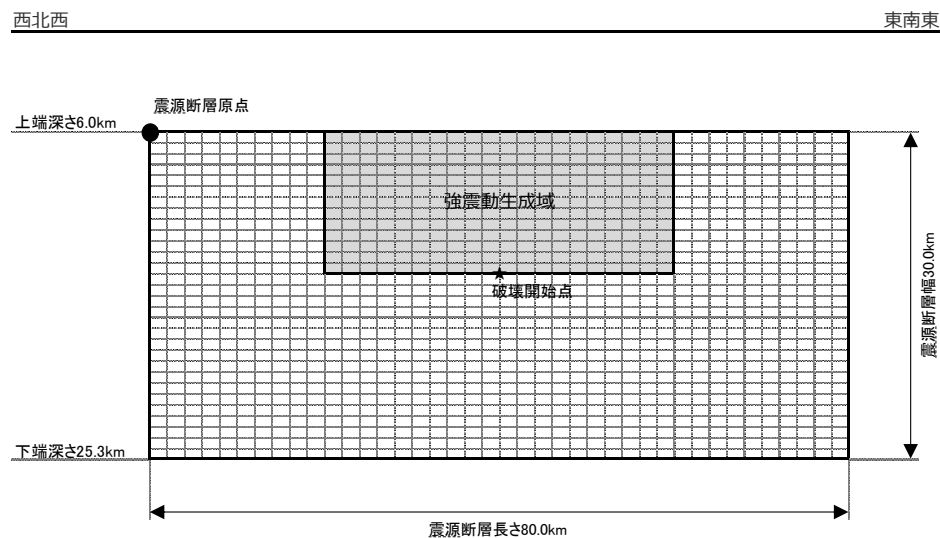 西北西
東南東
震源断層原点
上端深さ6.0km
強震動生成域
破壊開始点
震源断層幅30.0km
下端深さ25.3km
震源断層長さ80.0km